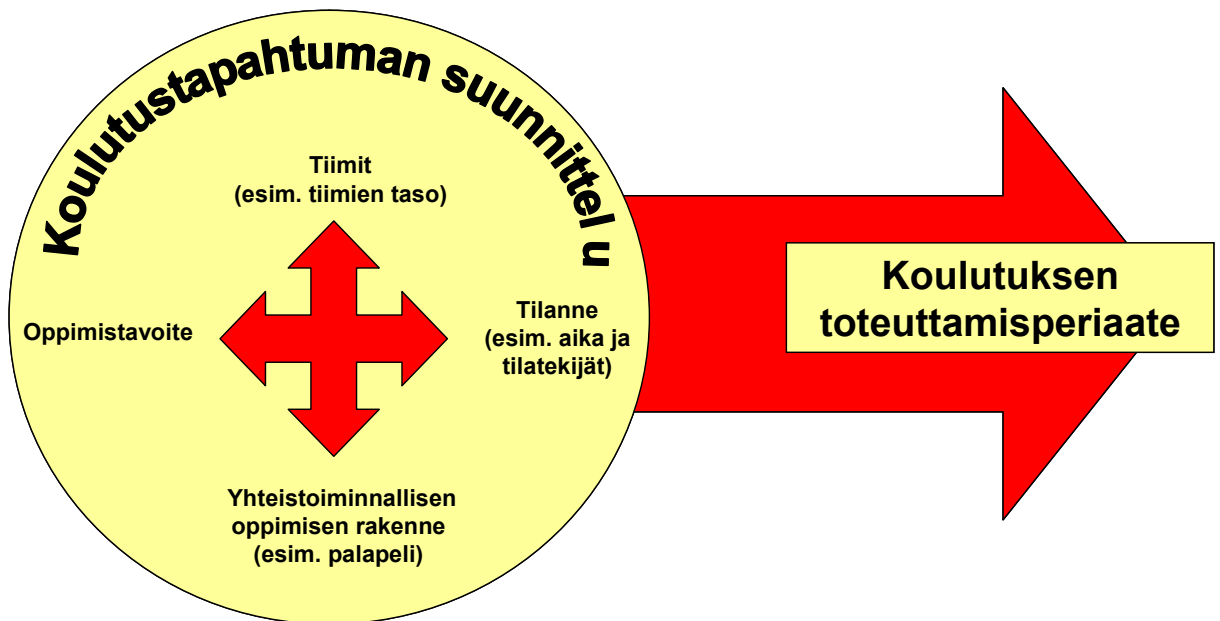 Koulutustapahtuman suunnittel u
Tiimit
(esim. tiimien taso)
Oppimistavoite
Tilanne
(esim. aika ja
tilatekijät)
Yhteistoiminnallisen
oppimisen rakenne
(esim. palapeli)
Koulutuksen
toteuttamisperiaate